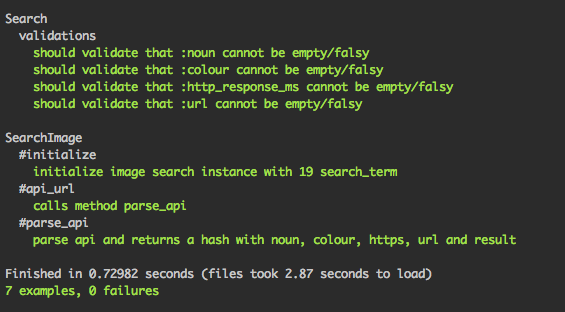 Search
validations
should validate that :noun cannot be empty/falsy
should validate that :colour cannot be empty/falsy
should validate that :http_response_ms cannot be empty/falsy
should validate that :url cannot be empty/falsy
SearchImage
#initialize
initialize image search instance with 19 search_term
#api_url
calls method parse_api
#parse_api
parse api and returns a hash with noun, colour, https, url and result
Finished in 0.72982 seconds (files took 2.87 seconds to load)
7 examples, 0 failures